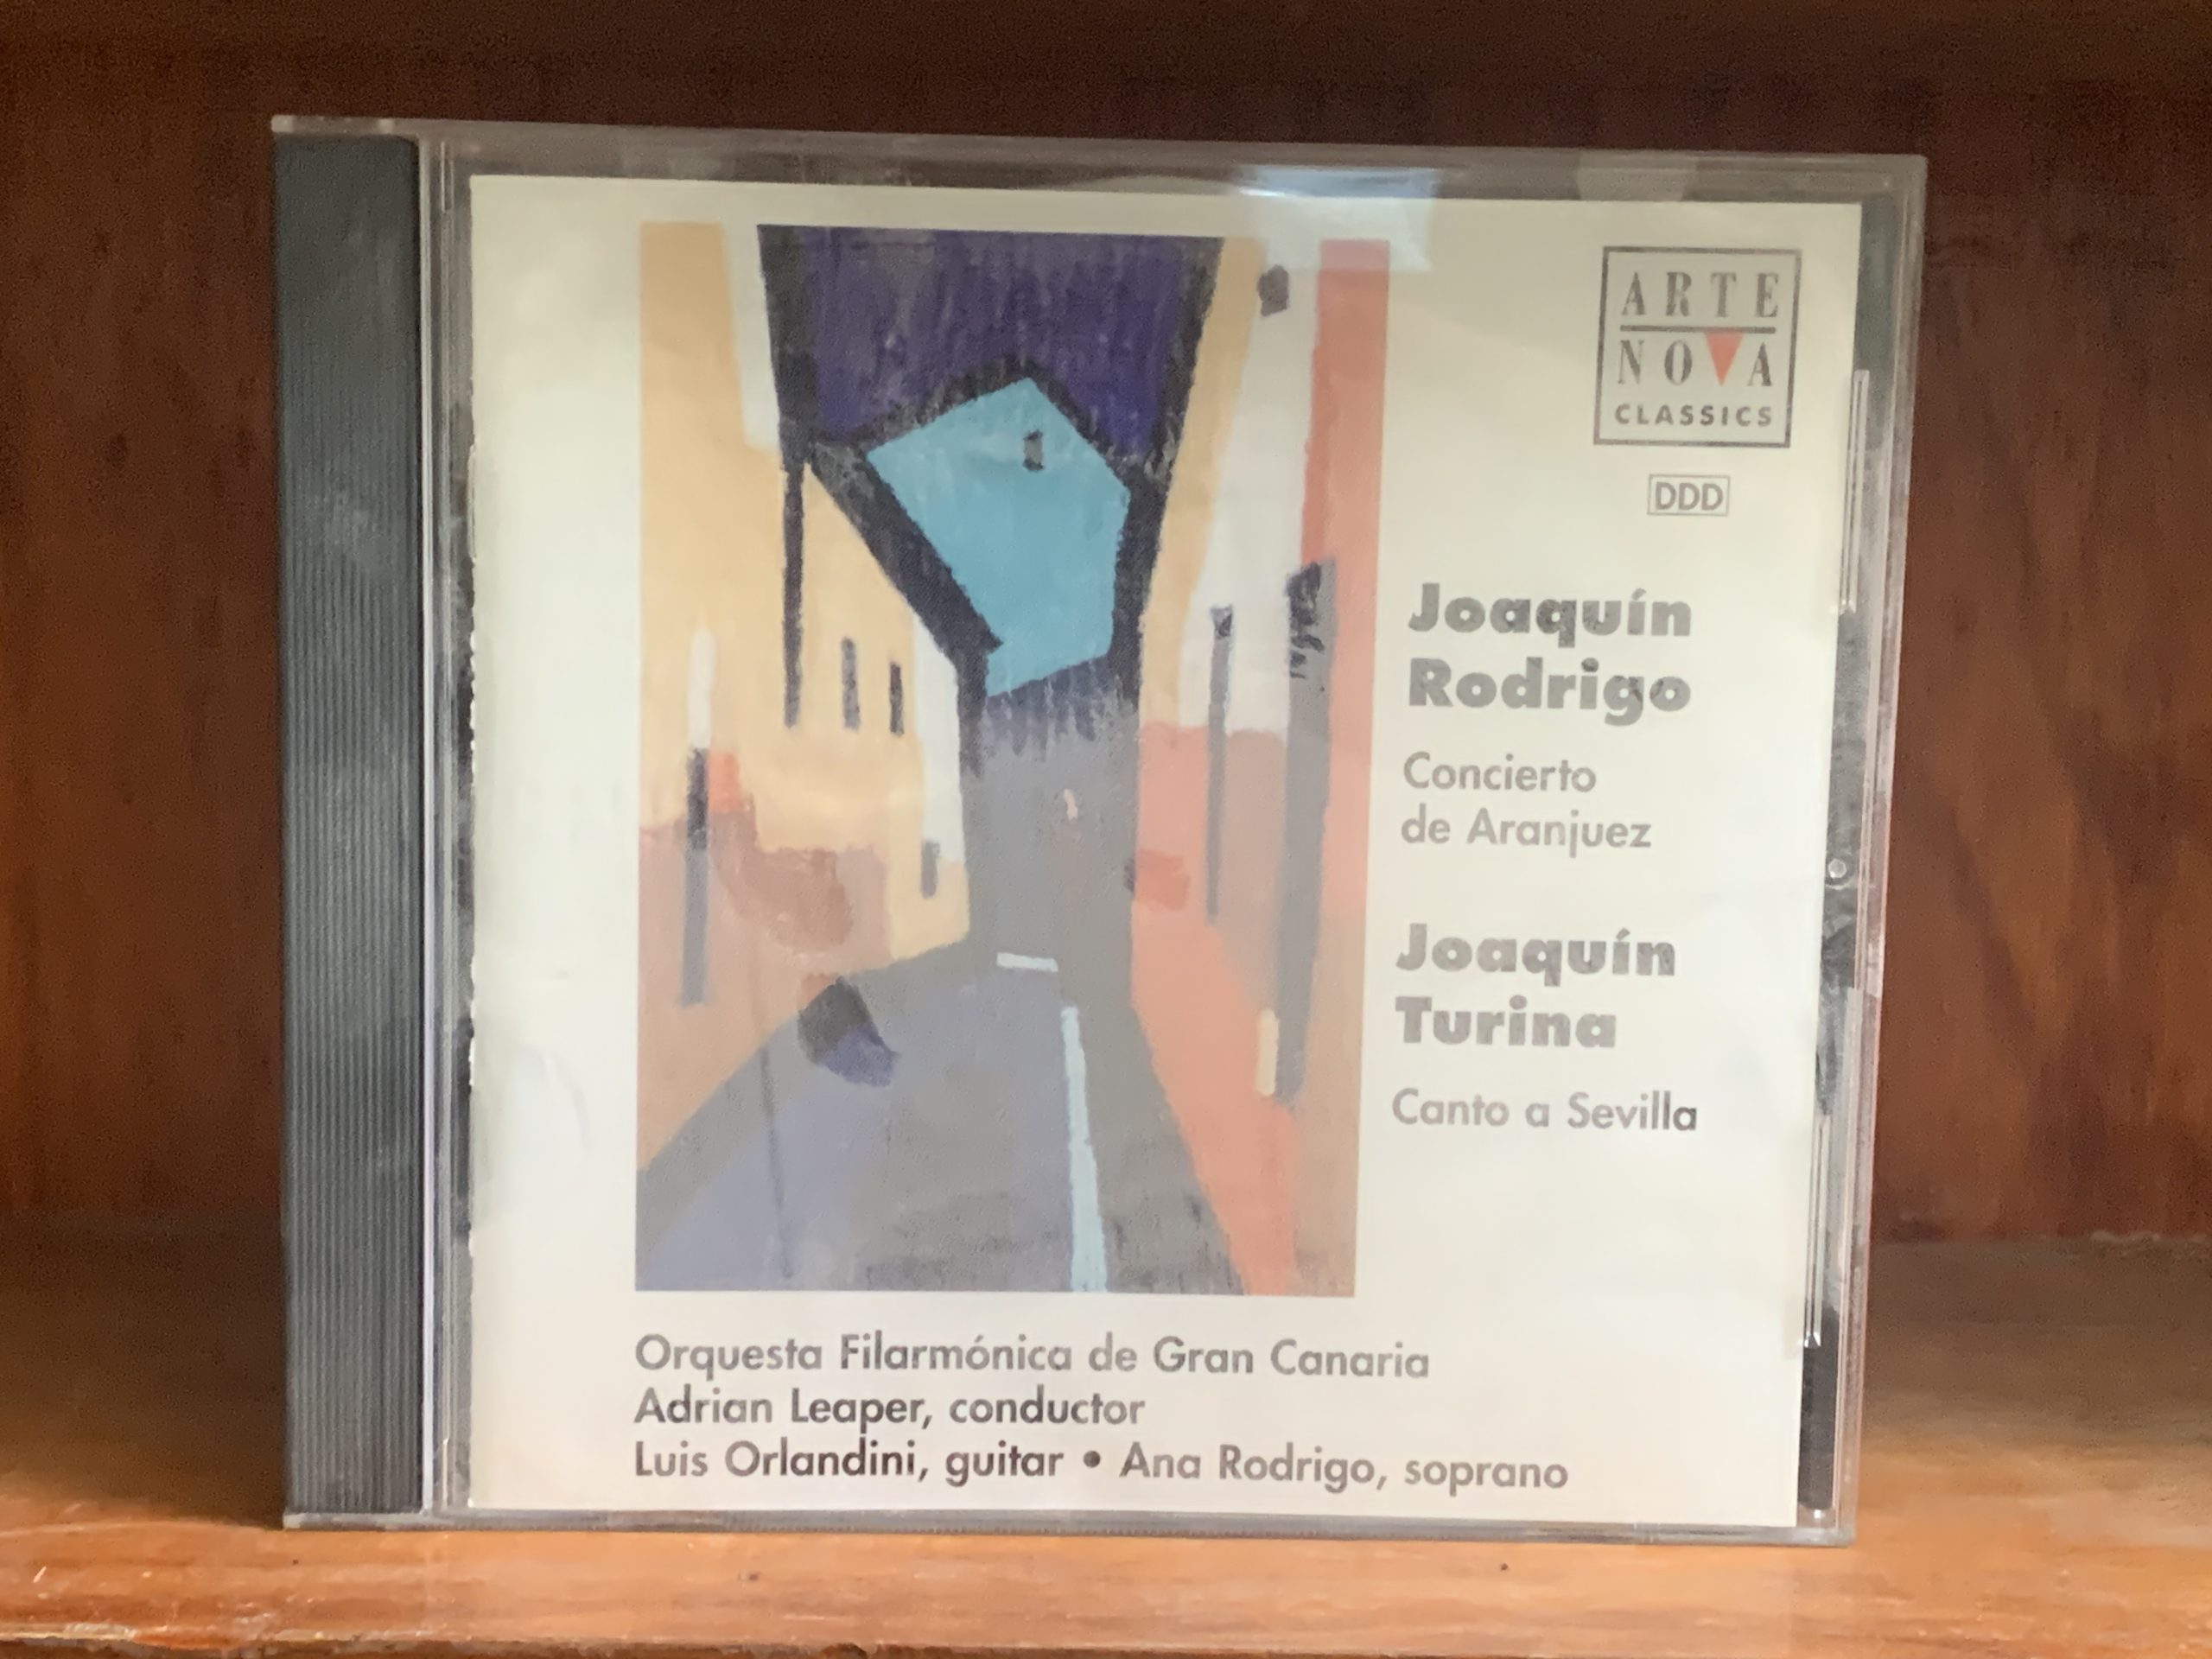 ARTE
NOVA
CLASSICS
DDD
Joaquín
Rodrigo
Concierto
de Aranjuez
Joaquín
Turina
Canto a Sevilla
Orquesta Filarmónica de Gran Canaria
Adrian Leaper, conductor
Luis Orlandini, guitar • Ana Rodrigo, soprano